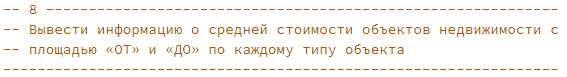 -- 8 ------------------------------------------------------------
-- Вывести информацию о средней стоимости объектов недвижимости с
-- площадью «ОТ» и «ДО» по каждому типу объекта
-----------------------------------------------------------------